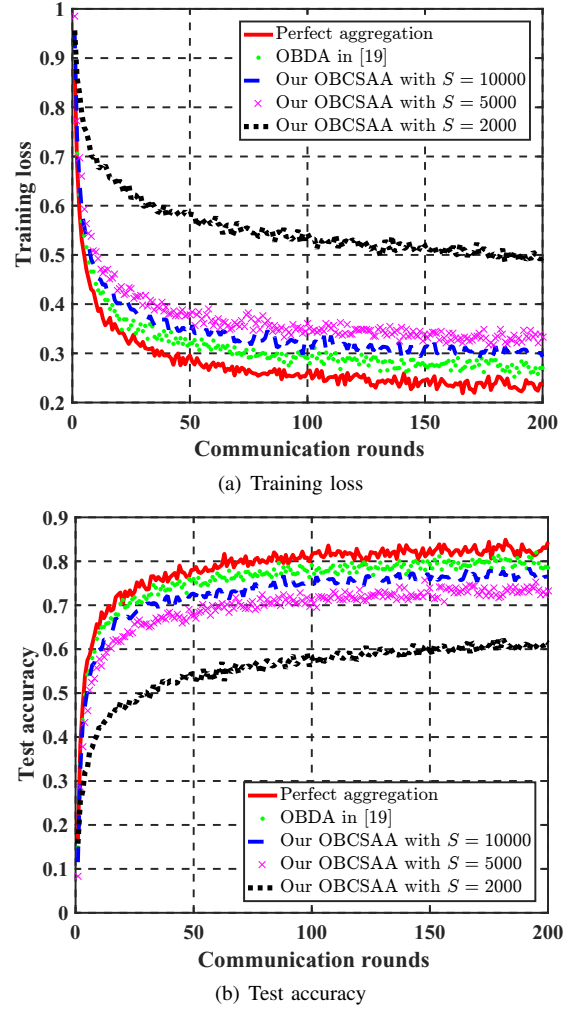 1
0.9
0.8
0.7
0.6
0.5
0.4
0.3
0.2
Training loss
Perfect aggregation
OBDA in [19]
Our OBCSAA with S = 10000
Our OBCSAA with S = 5000
Our OBCSAA with S = 2000
0 50 100 150 200
Communication rounds
(a) Training loss
0.9
0.8
0.7
0.6
0.5
0.4
0.3
0.2
0.1
0
Test accuracy
Perfect aggregation
OBDA in [19]
Our OBCSAA with S = 10000
Our OBCSAA with S = 5000
Our OBCSAA with S = 2000
0 50 100 150 200
Communication rounds
(b) Test accuracy